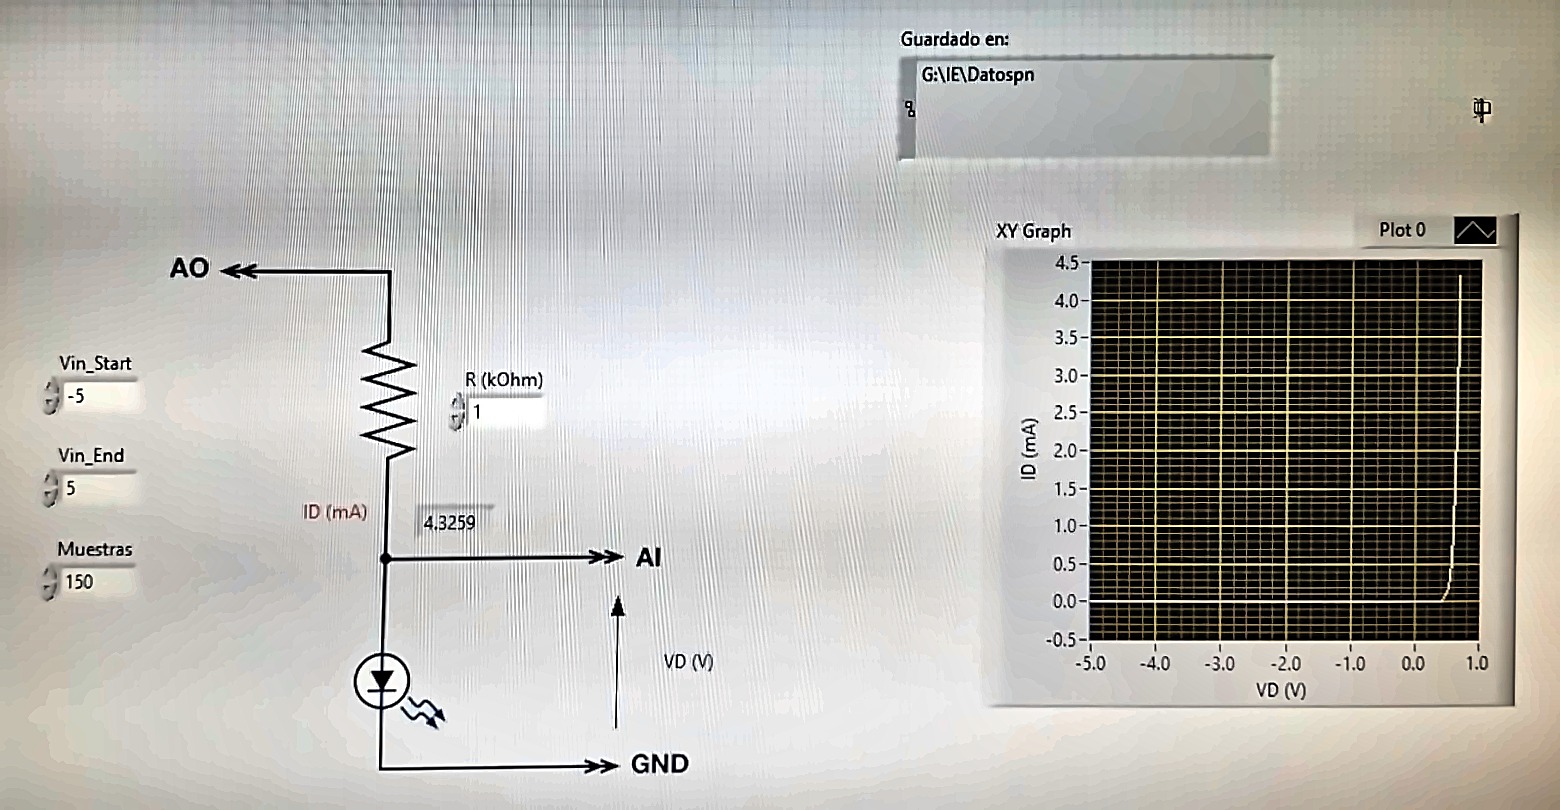 Guardado en:
G:\IE\Datospn
AO
Vin_Start
-5
Vin_End
5
Muestras
150
R (kOhm)
1
ID (mA)
4.3259
AI
VD (V)
GND
XY Graph
Plot 0
4.5
4.0
3.5
3.0
2.5
2.0
1.5
1.0
0.5
0.0
-0.5
ID (mA)
-5.0 -4.0 -3.0 -2.0 -1.0 0.0 1.0
VD (V)